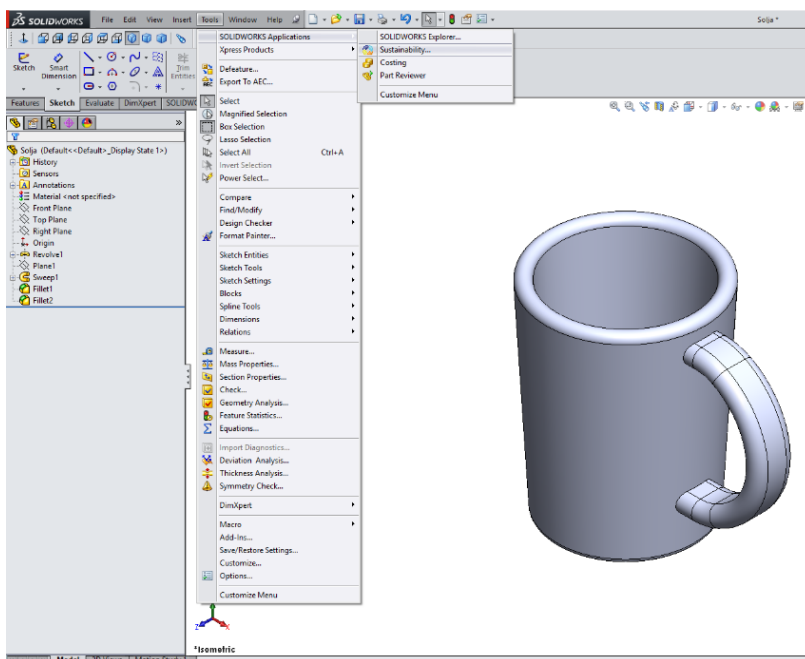 SOLIDWORKS
File Edit View Insert Tools Window Help
Solja *
Sketch
Smart Dimension
Trim Entities
Features Sketch Evaluate DimXpert SOLIDWO
Solja (Default<<Default>_Display State 1>)
History
Sensors
Annotations
Material <not specified>
Front Plane
Top Plane
Right Plane
Origin
Revolve1
Plane1
Sweep1
Fillet1
Fillet2
SOLIDWORKS Applications
Xpress Products
Defeature...
Export To AEC...
Select
Magnified Selection
Box Selection
Lasso Selection
Select All Ctrl+A
Invert Selection
Power Select...
Compare
Find/Modify
Design Checker
Format Painter...
Sketch Entities
Sketch Tools
Sketch Settings
Blocks
Spline Tools
Dimensions
Relations
Measure...
Mass Properties...
Section Properties...
Check...
Geometry Analysis...
Feature Statistics...
Equations...
Import Diagnostics...
Deviation Analysis...
Thickness Analysis...
Symmetry Check...
DimXpert
Macro
Add-Ins...
Save/Restore Settings...
Customize...
Options...
Customize Menu
SOLIDWORKS Explorer...
Sustainability...
Costing
Part Reviewer
Customize Menu
Z
X
*Isometric
Model